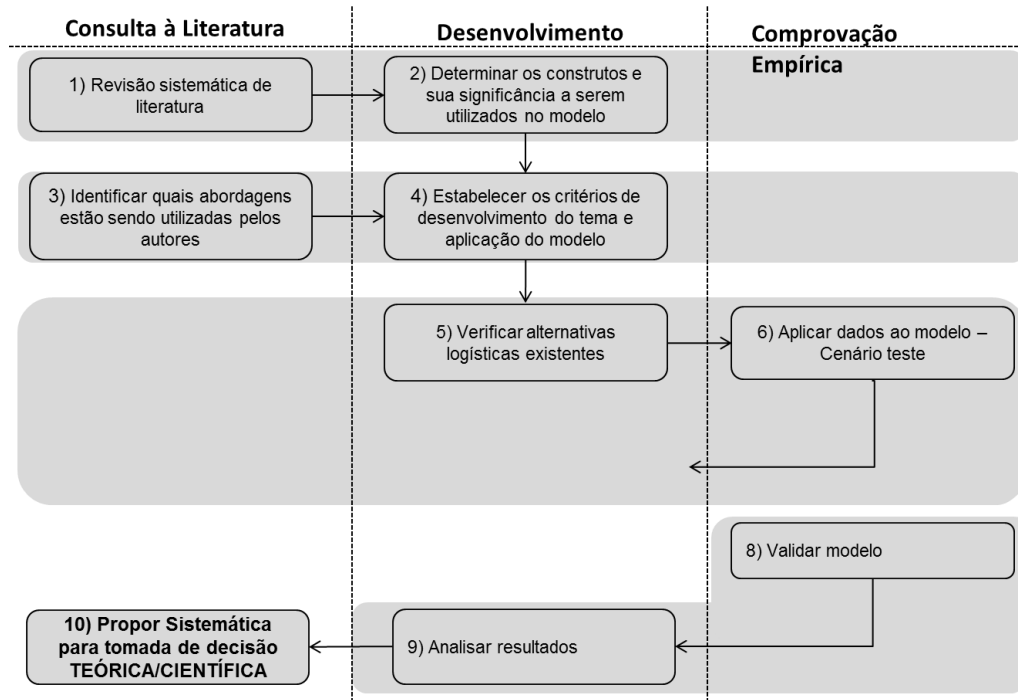 Consulta à Literatura
Desenvolvimento
Comprovação
Empírica
1) Revisão sistemática de
literatura
2) Determinar os construtos e
sua significância a serem
utilizados no modelo
3) Identificar quais abordagens
estão sendo utilizadas pelos
autores
4) Estabelecer os critérios de
desenvolvimento do tema e
aplicação do modelo
5) Verificar alternativas
logísticas existentes
6) Aplicar dados ao modelo –
Cenário teste
8) Validar modelo
9) Analisar resultados
10) Propor Sistemática
para tomada de decisão
TEÓRICA/CIENTÍFICA